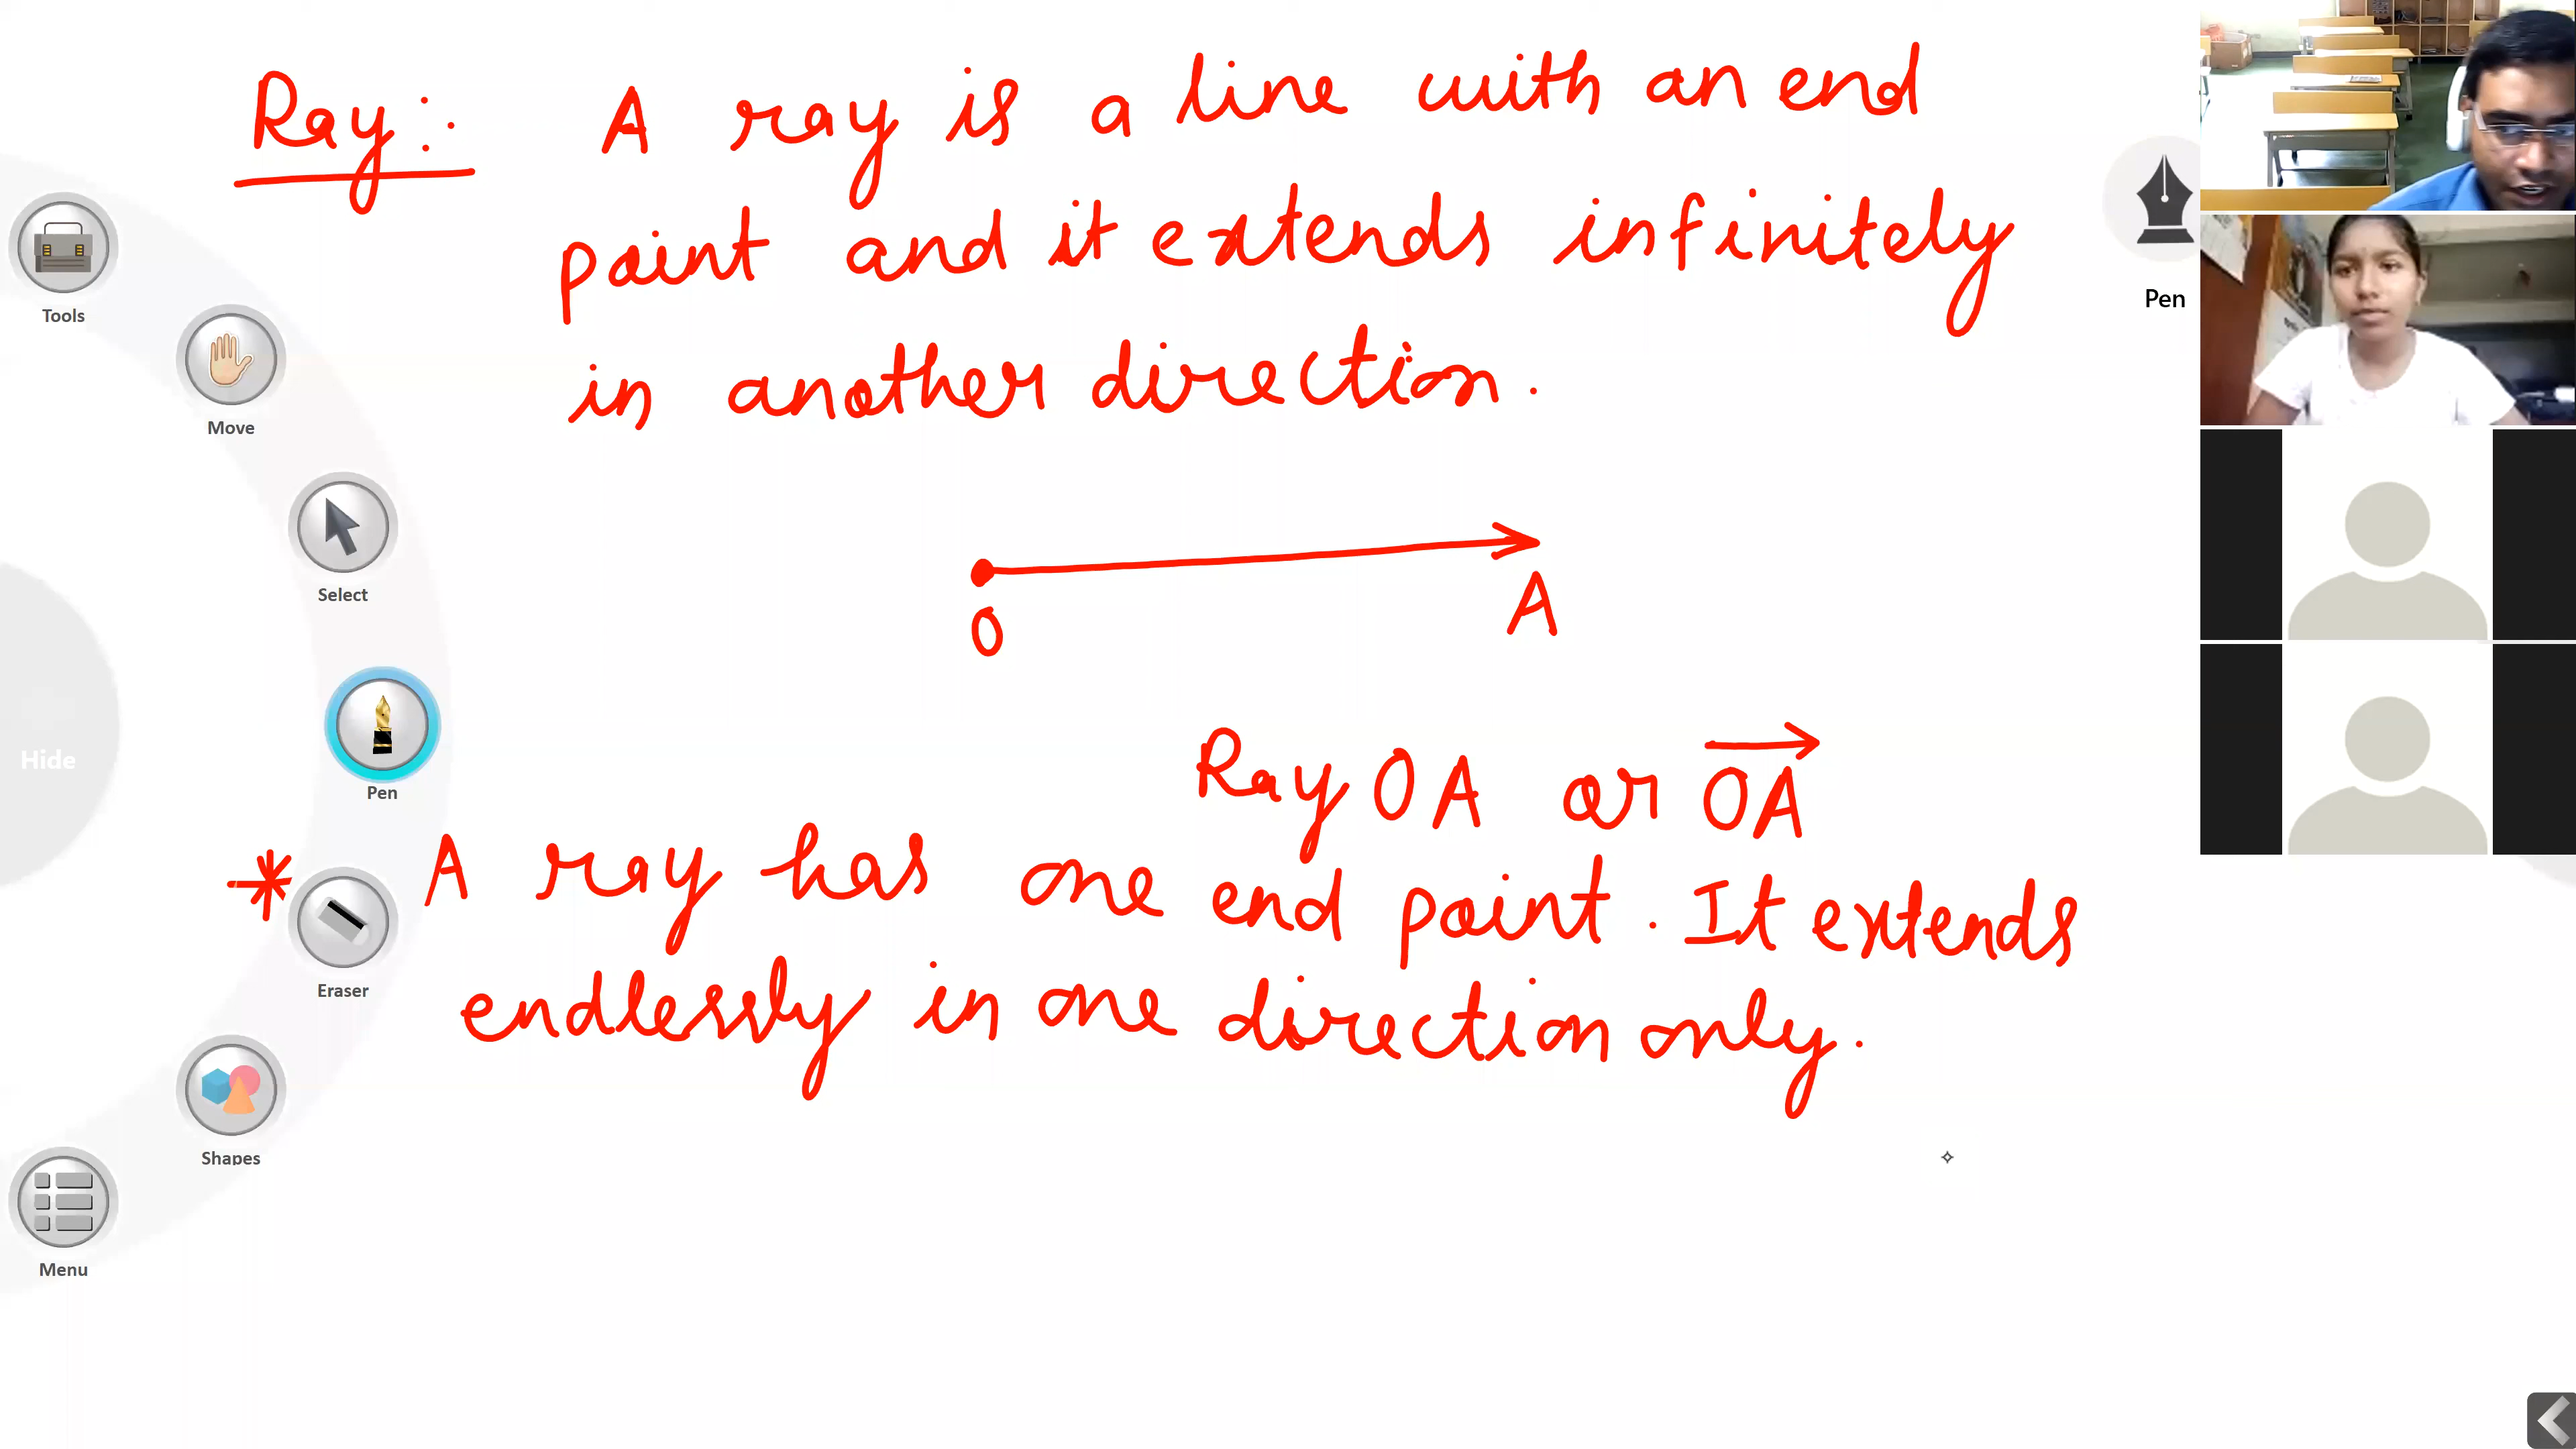 Ray:
A ray is a line with an end
point and it extends infinitely
in another direction.
O
A
Ray OA or OA
* A ray has one end point. It extends
endlessly in one direction only.
Tools
Move
Select
Pen
Eraser
Shapes
Menu
Hide
Pen